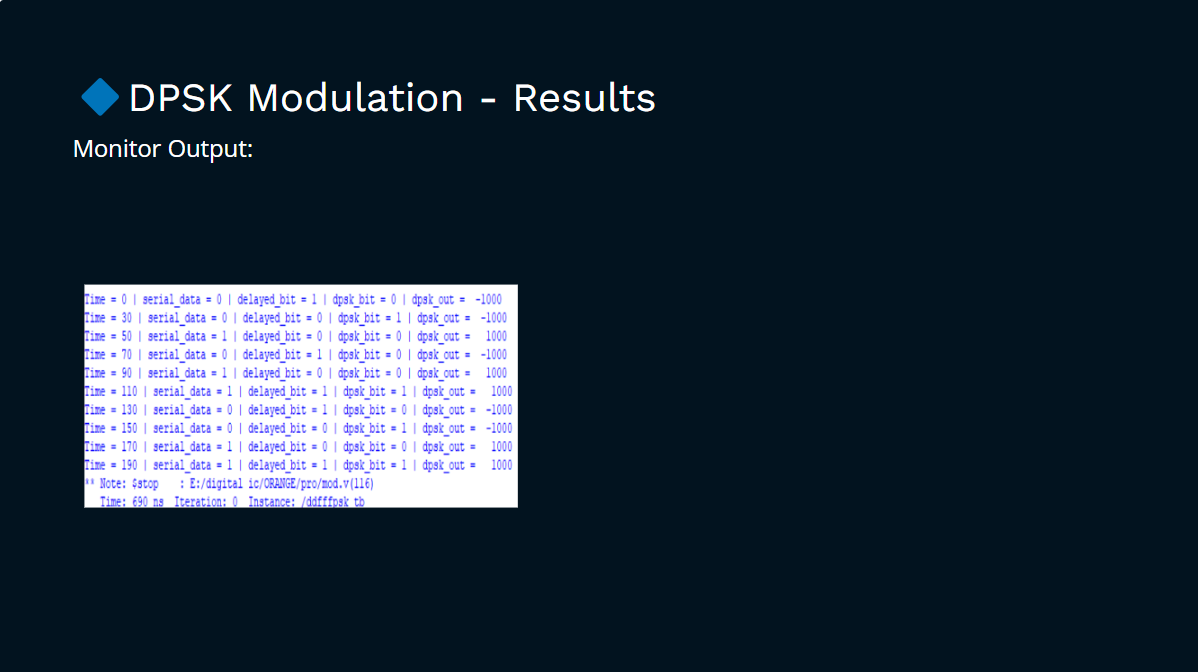 DPSK Modulation - Results
Monitor Output:
Time = 0 | serial_data = 0 | delayed_bit = 1 | dpsk_bit = 0 | dpsk_out = -1000
Time = 30 | serial_data = 0 | delayed_bit = 0 | dpsk_bit = 1 | dpsk_out = -1000
Time = 50 | serial_data = 1 | delayed_bit = 0 | dpsk_bit = 0 | dpsk_out = 1000
Time = 70 | serial_data = 0 | delayed_bit = 1 | dpsk_bit = 0 | dpsk_out = -1000
Time = 90 | serial_data = 1 | delayed_bit = 0 | dpsk_bit = 0 | dpsk_out = 1000
Time = 110 | serial_data = 1 | delayed_bit = 1 | dpsk_bit = 1 | dpsk_out = 1000
Time = 130 | serial_data = 0 | delayed_bit = 1 | dpsk_bit = 0 | dpsk_out = -1000
Time = 150 | serial_data = 0 | delayed_bit = 0 | dpsk_bit = 1 | dpsk_out = -1000
Time = 170 | serial_data = 1 | delayed_bit = 0 | dpsk_bit = 0 | dpsk_out = 1000
Time = 190 | serial_data = 1 | delayed_bit = 1 | dpsk_bit = 1 | dpsk_out = 1000
** Note: $stop : E:/digital ic/ORANGE/pro/mod.v(116)
Time: 690 ns Iteration: 0 Instance: /ddfffpsk_tb